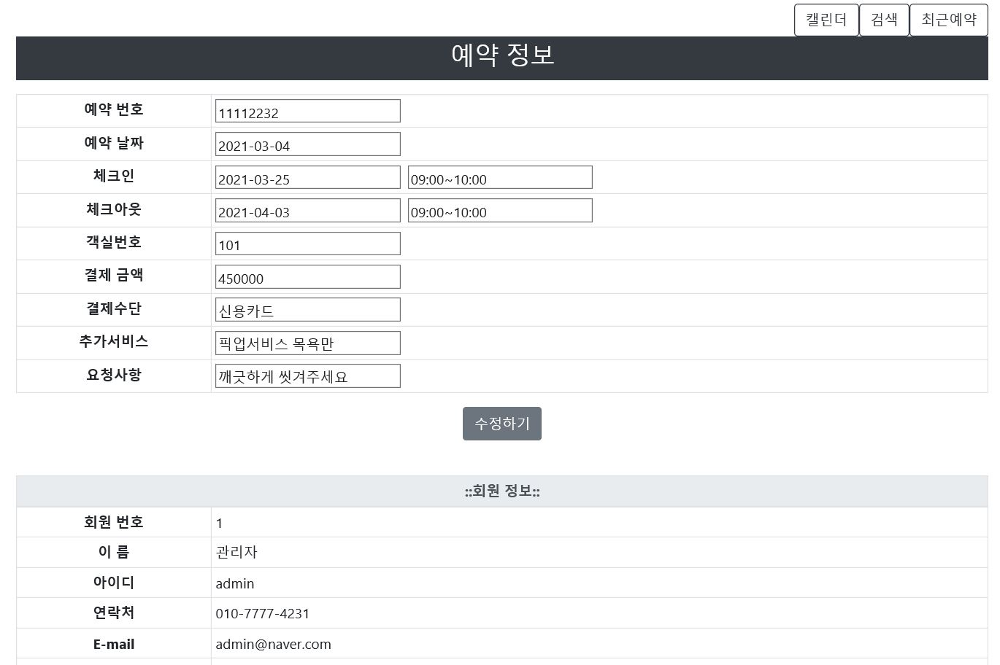 캘린더 검색 최근예약
예약 정보
예약 번호 11112232
예약 날짜 2021-03-04
체크인 2021-03-25 09:00~10:00
체크아웃 2021-04-03 09:00~10:00
객실번호 101
결제 금액 450000
결제수단 신용카드
추가서비스 픽업서비스 목욕만
요청사항 깨긋하게 씻겨주세요
수정하기
::회원 정보::
회원 번호 1
이 름 관리자
아이디 admin
연락처 010-7777-4231
E-mail admin@naver.com